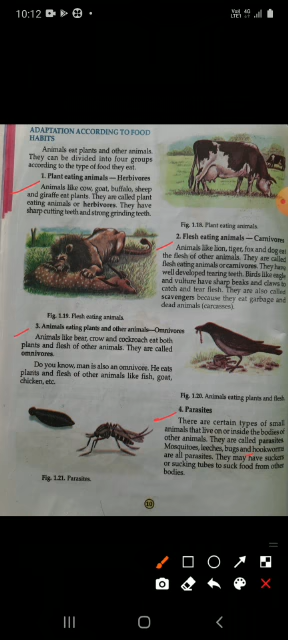 10:12
Vol 4G
LTE1
ADAPTATION ACCORDING TO FOOD
HABITS
Animals eat plants and other animals.
They can be divided into four groups
according to the type of food they eat.
1. Plant eating animals — Herbivores
Animals like cow, goat, buffalo, sheep
and giraffe eat plants. They are called plant
eating animals or herbivores. They have
sharp cutting teeth and strong grinding teeth.
Fig. 1.18. Plant eating animals.
2. Flesh eating animals — Carnivores
Animals like lion, tiger, fox and dog eat
the flesh of other animals. They are called
flesh eating animals or carnivores. They have
well developed tearing teeth. Birds like eagle
and vulture have sharp beaks and claws to
catch and tear flesh. They are also called
scavengers because they eat garbage and
dead animals (carcasses).
Fig. 1.19. Flesh eating animals.
3. Animals eating plants and other animals—Omnivores
Animals like bear, crow and cockroach eat both
plants and flesh of other animals. They are called
omnivores.
Do you know, man is also an omnivore. He eats
plants and flesh of other animals like fish, goat,
chicken, etc.
Fig. 1.20. Animals eating plants and flesh.
4. Parasites
There are certain types of small
animals that live on or inside the bodies of
other animals. They are called parasites.
Mosquitoes, leeches, bugs and hookworms
are all parasites. They may have suckers
or sucking tubes to suck food from other
bodies.
Fig. 1.21. Parasites.
10